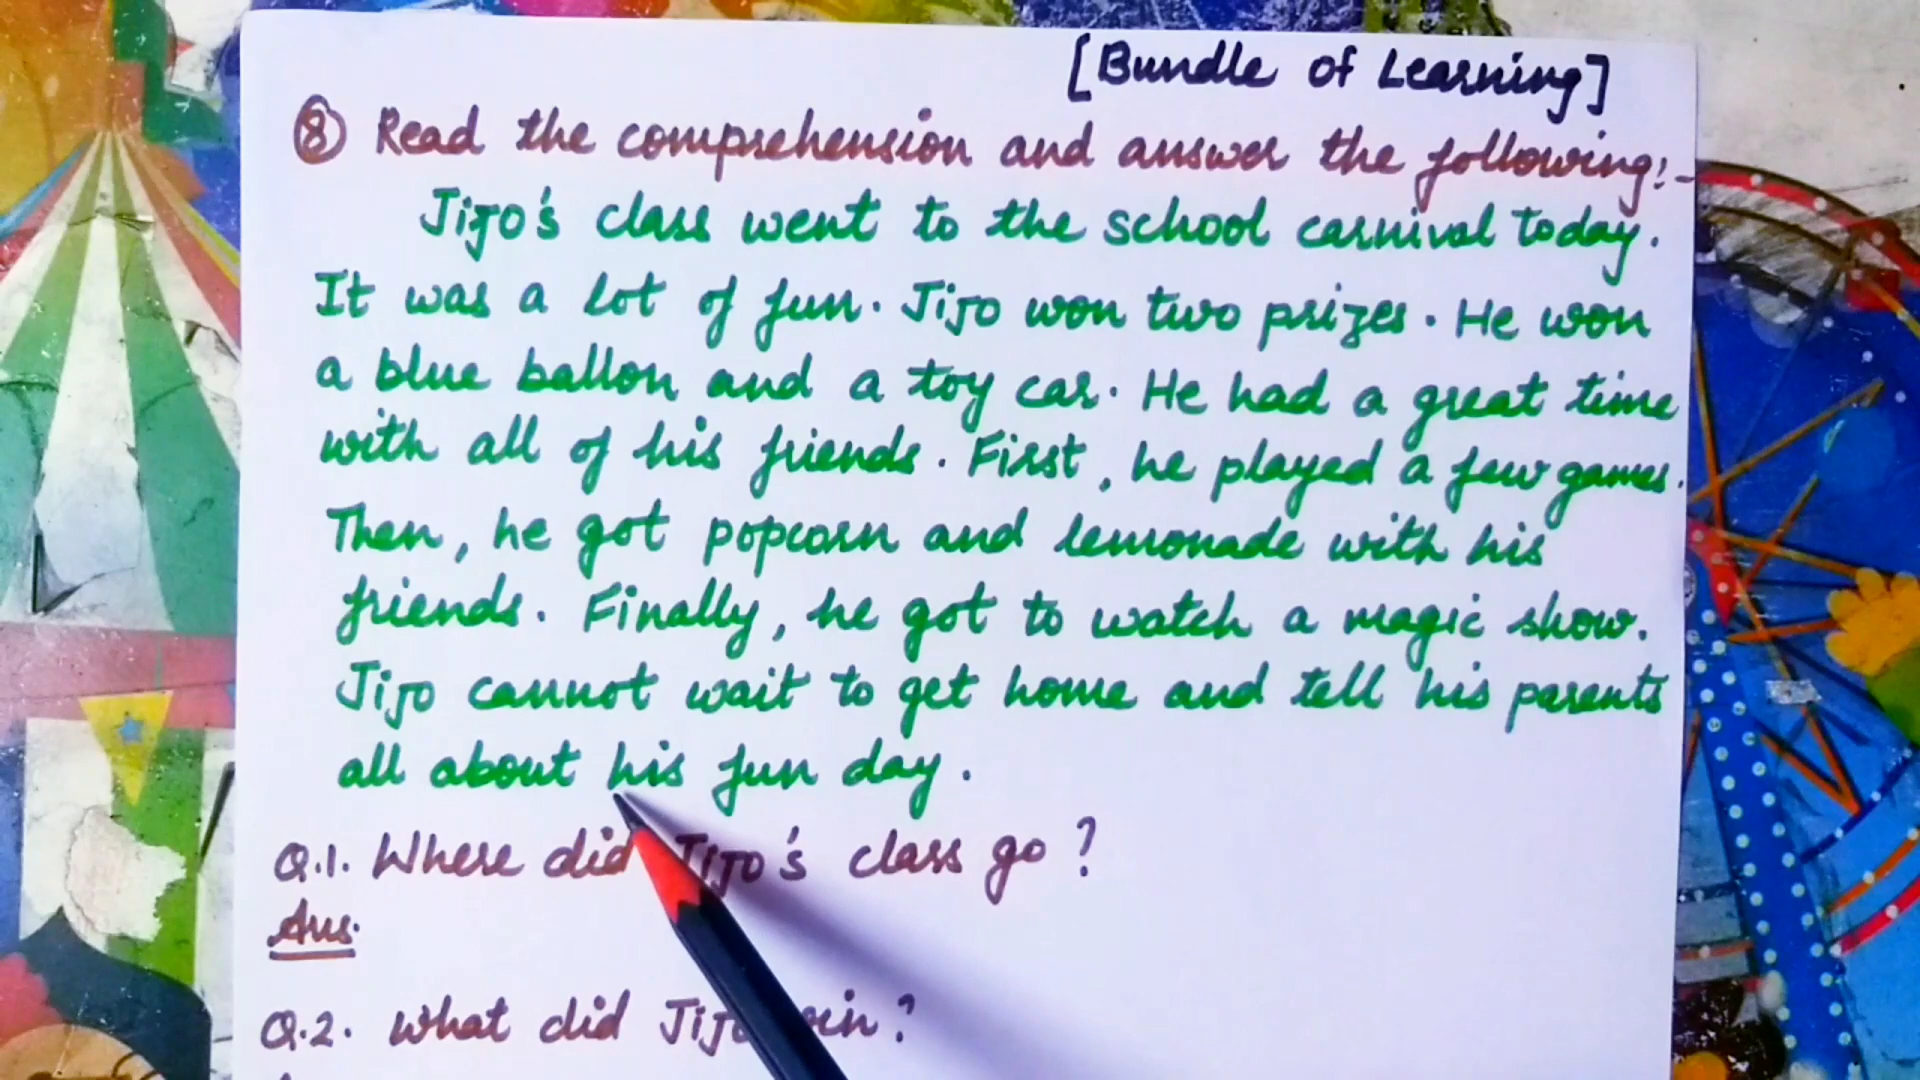 [Bundle of Learning]
⑧ Read the comprehension and answer the following:-
Jijo's class went to the school carnival today.
It was a lot of fun. Jijo won two prizes. He won
a blue ballon and a toy car. He had a great time
with all of his friends. First, he played a few games.
Then, he got popcorn and lemonade with his
friends. Finally, he got to watch a magic show.
Jijo cannot wait to get home and tell his parents
all about his fun day.
Q.1. Where did Jijo's class go?
Ans.
Q.2. What did Jijo win?